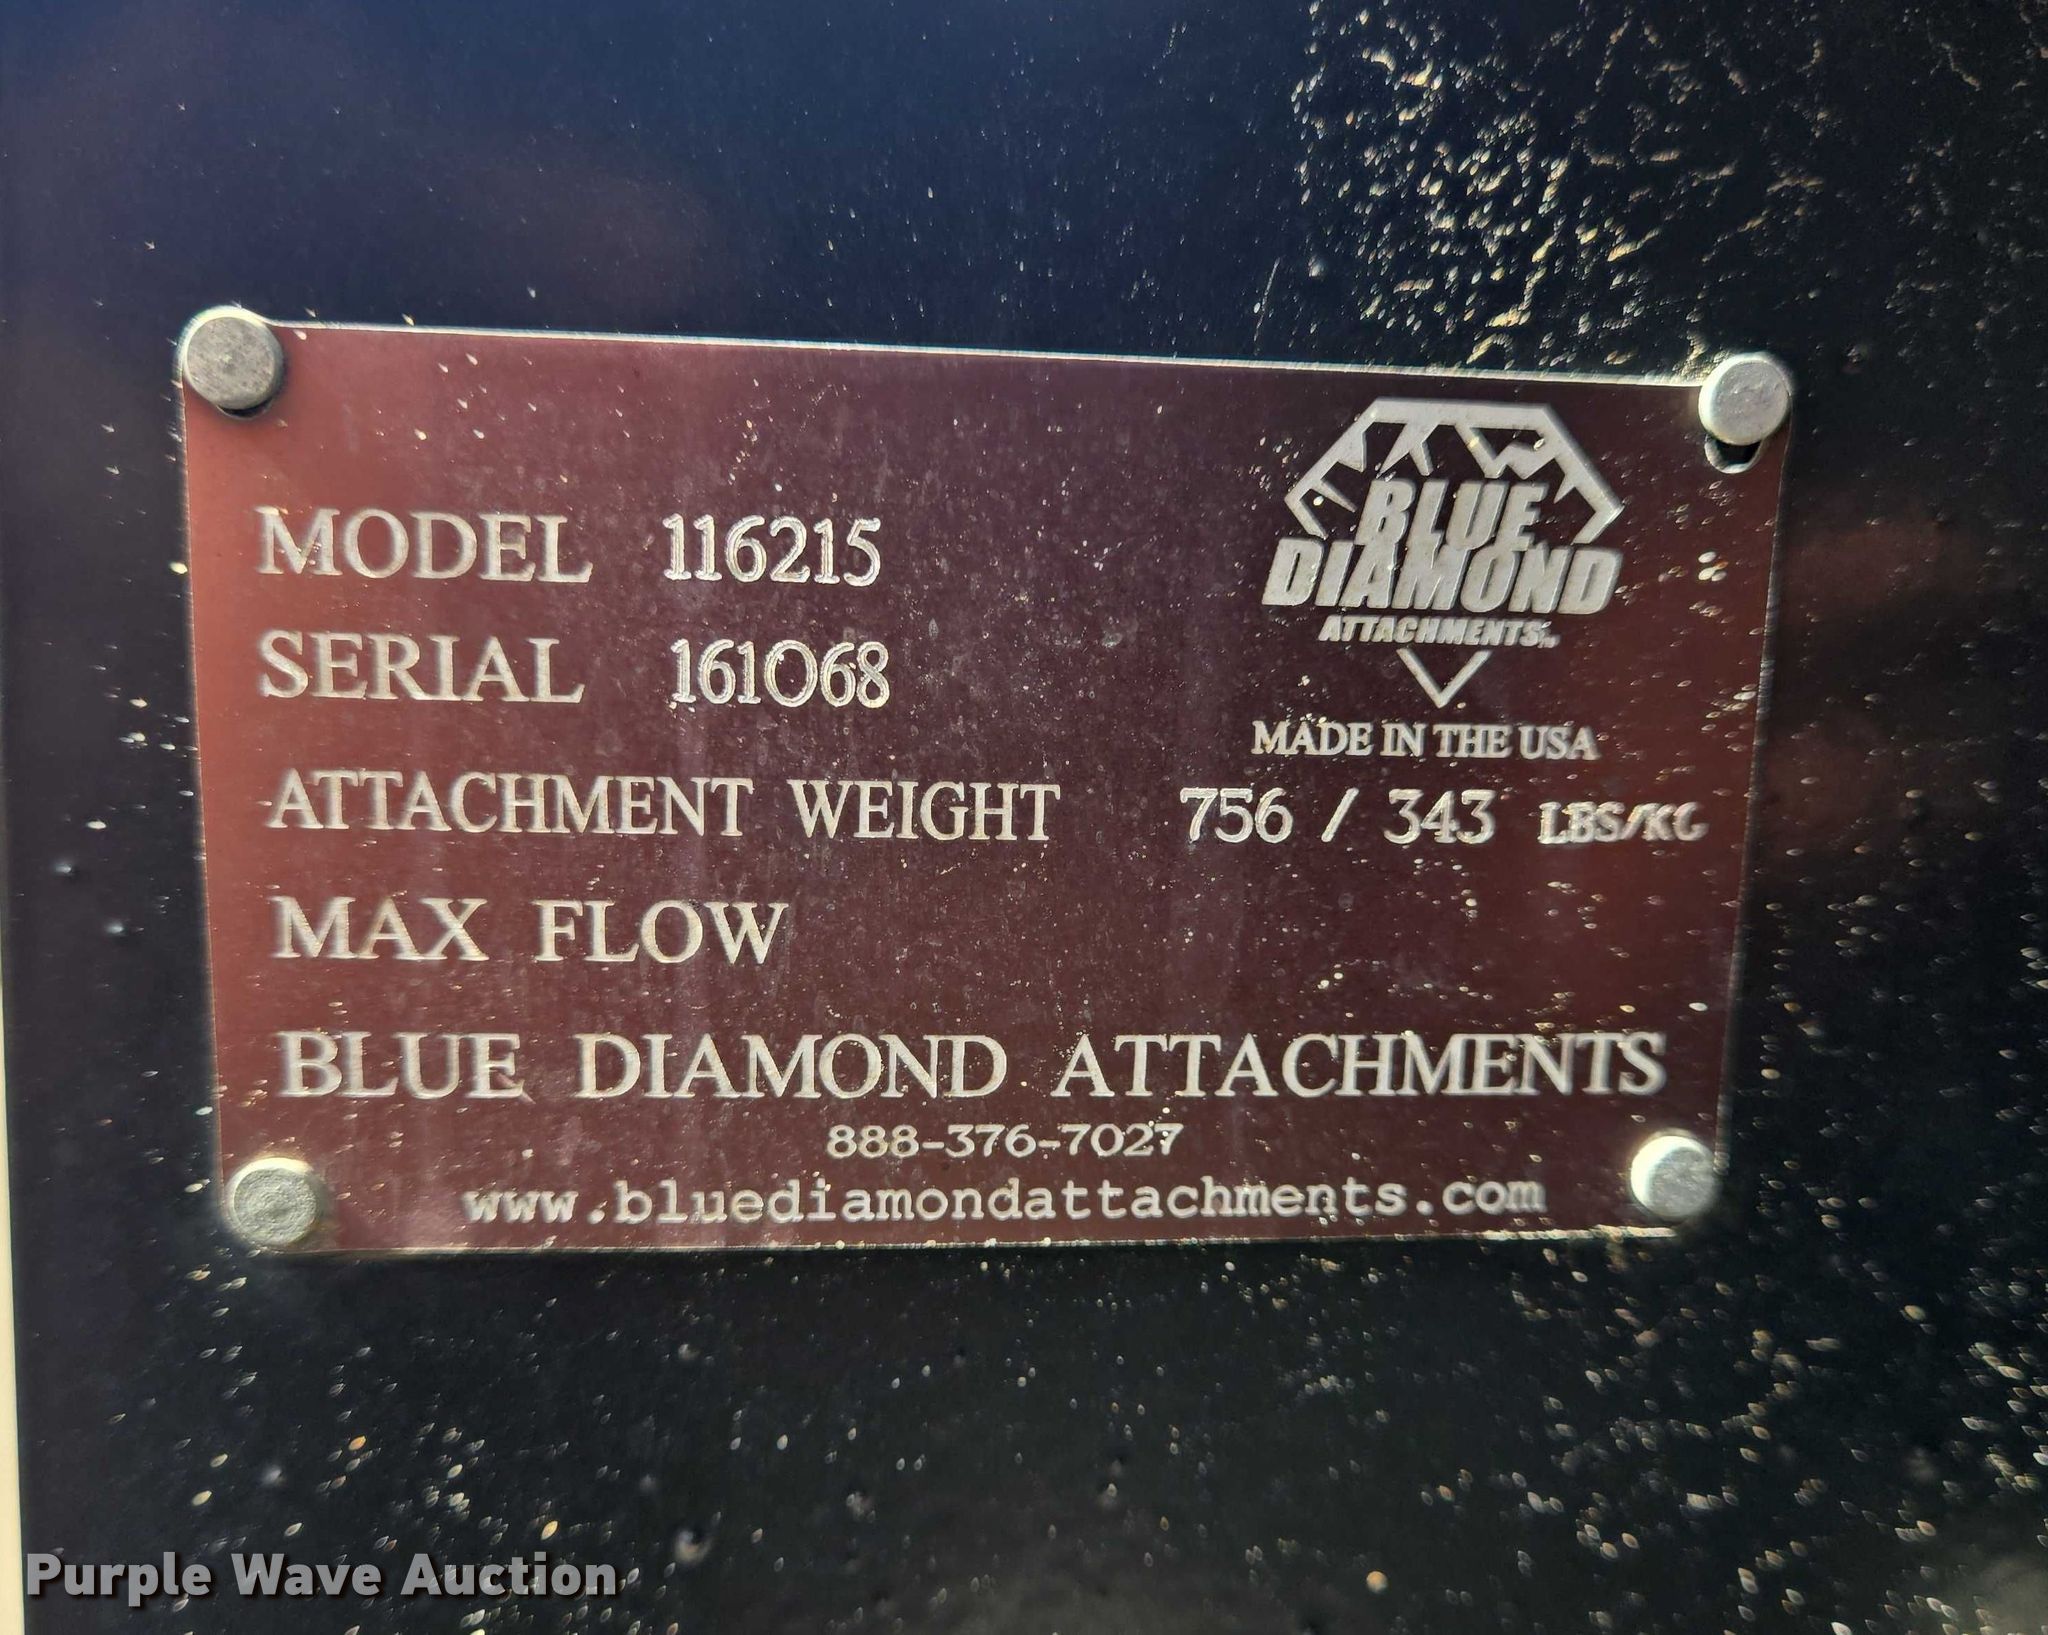 BLUE
DIAMOND
ATTACHMENTS
MADE IN THE USA
MODEL 116215
SERIAL 161068
ATTACHMENT WEIGHT 756 / 343 LBS/KG
MAX FLOW
BLUE DIAMOND ATTACHMENTS
888-376-7027
www.bluediamondattachments.com
Purple Wave Auction